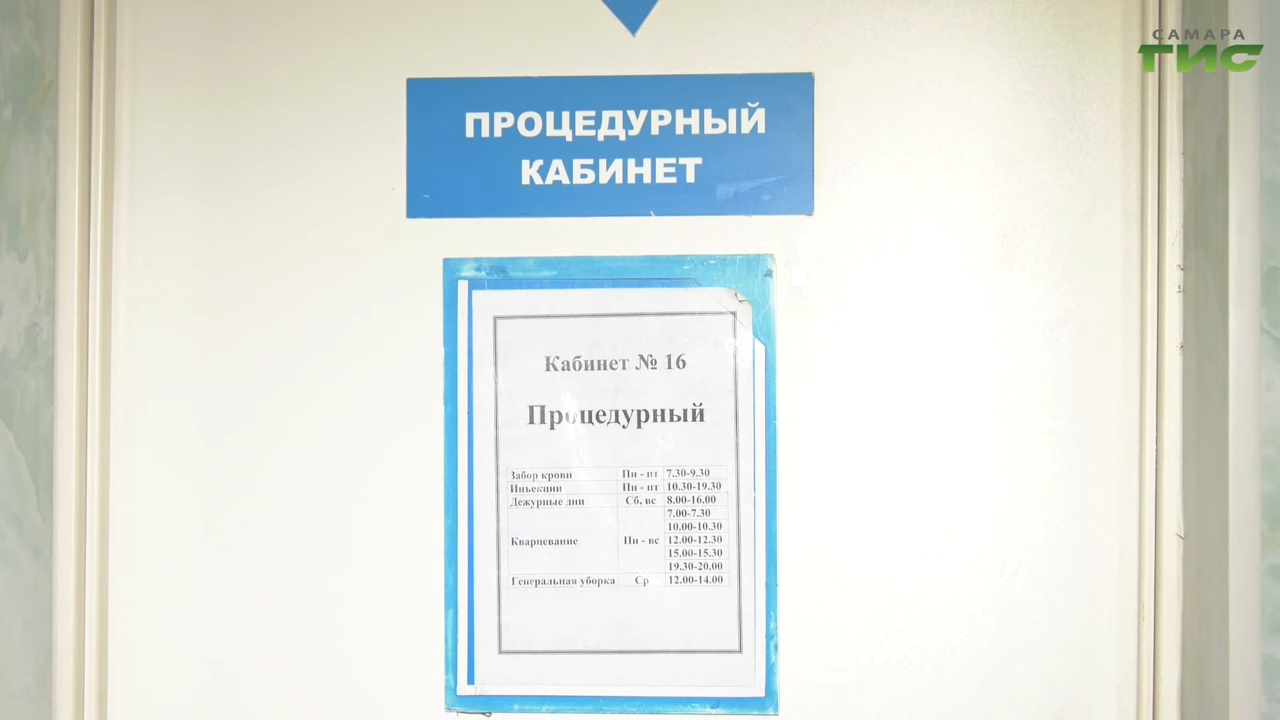 САМАРА
ГИС
ПРОЦЕДУРНЫЙ
КАБИНЕТ
Кабинет № 16
Процедурный
Забор крови Пн - пт 7.30-9.30
Инъекции Пн - пт 10.30-19.30
Дежурные дни Сб, вс 8.00-16.00
7.00-7.30
10.00-10.30
Кварцевание Пн - вс 12.00-12.30
15.00-15.30
19.30-20.00
Генеральная уборка Ср 12.00-14.00